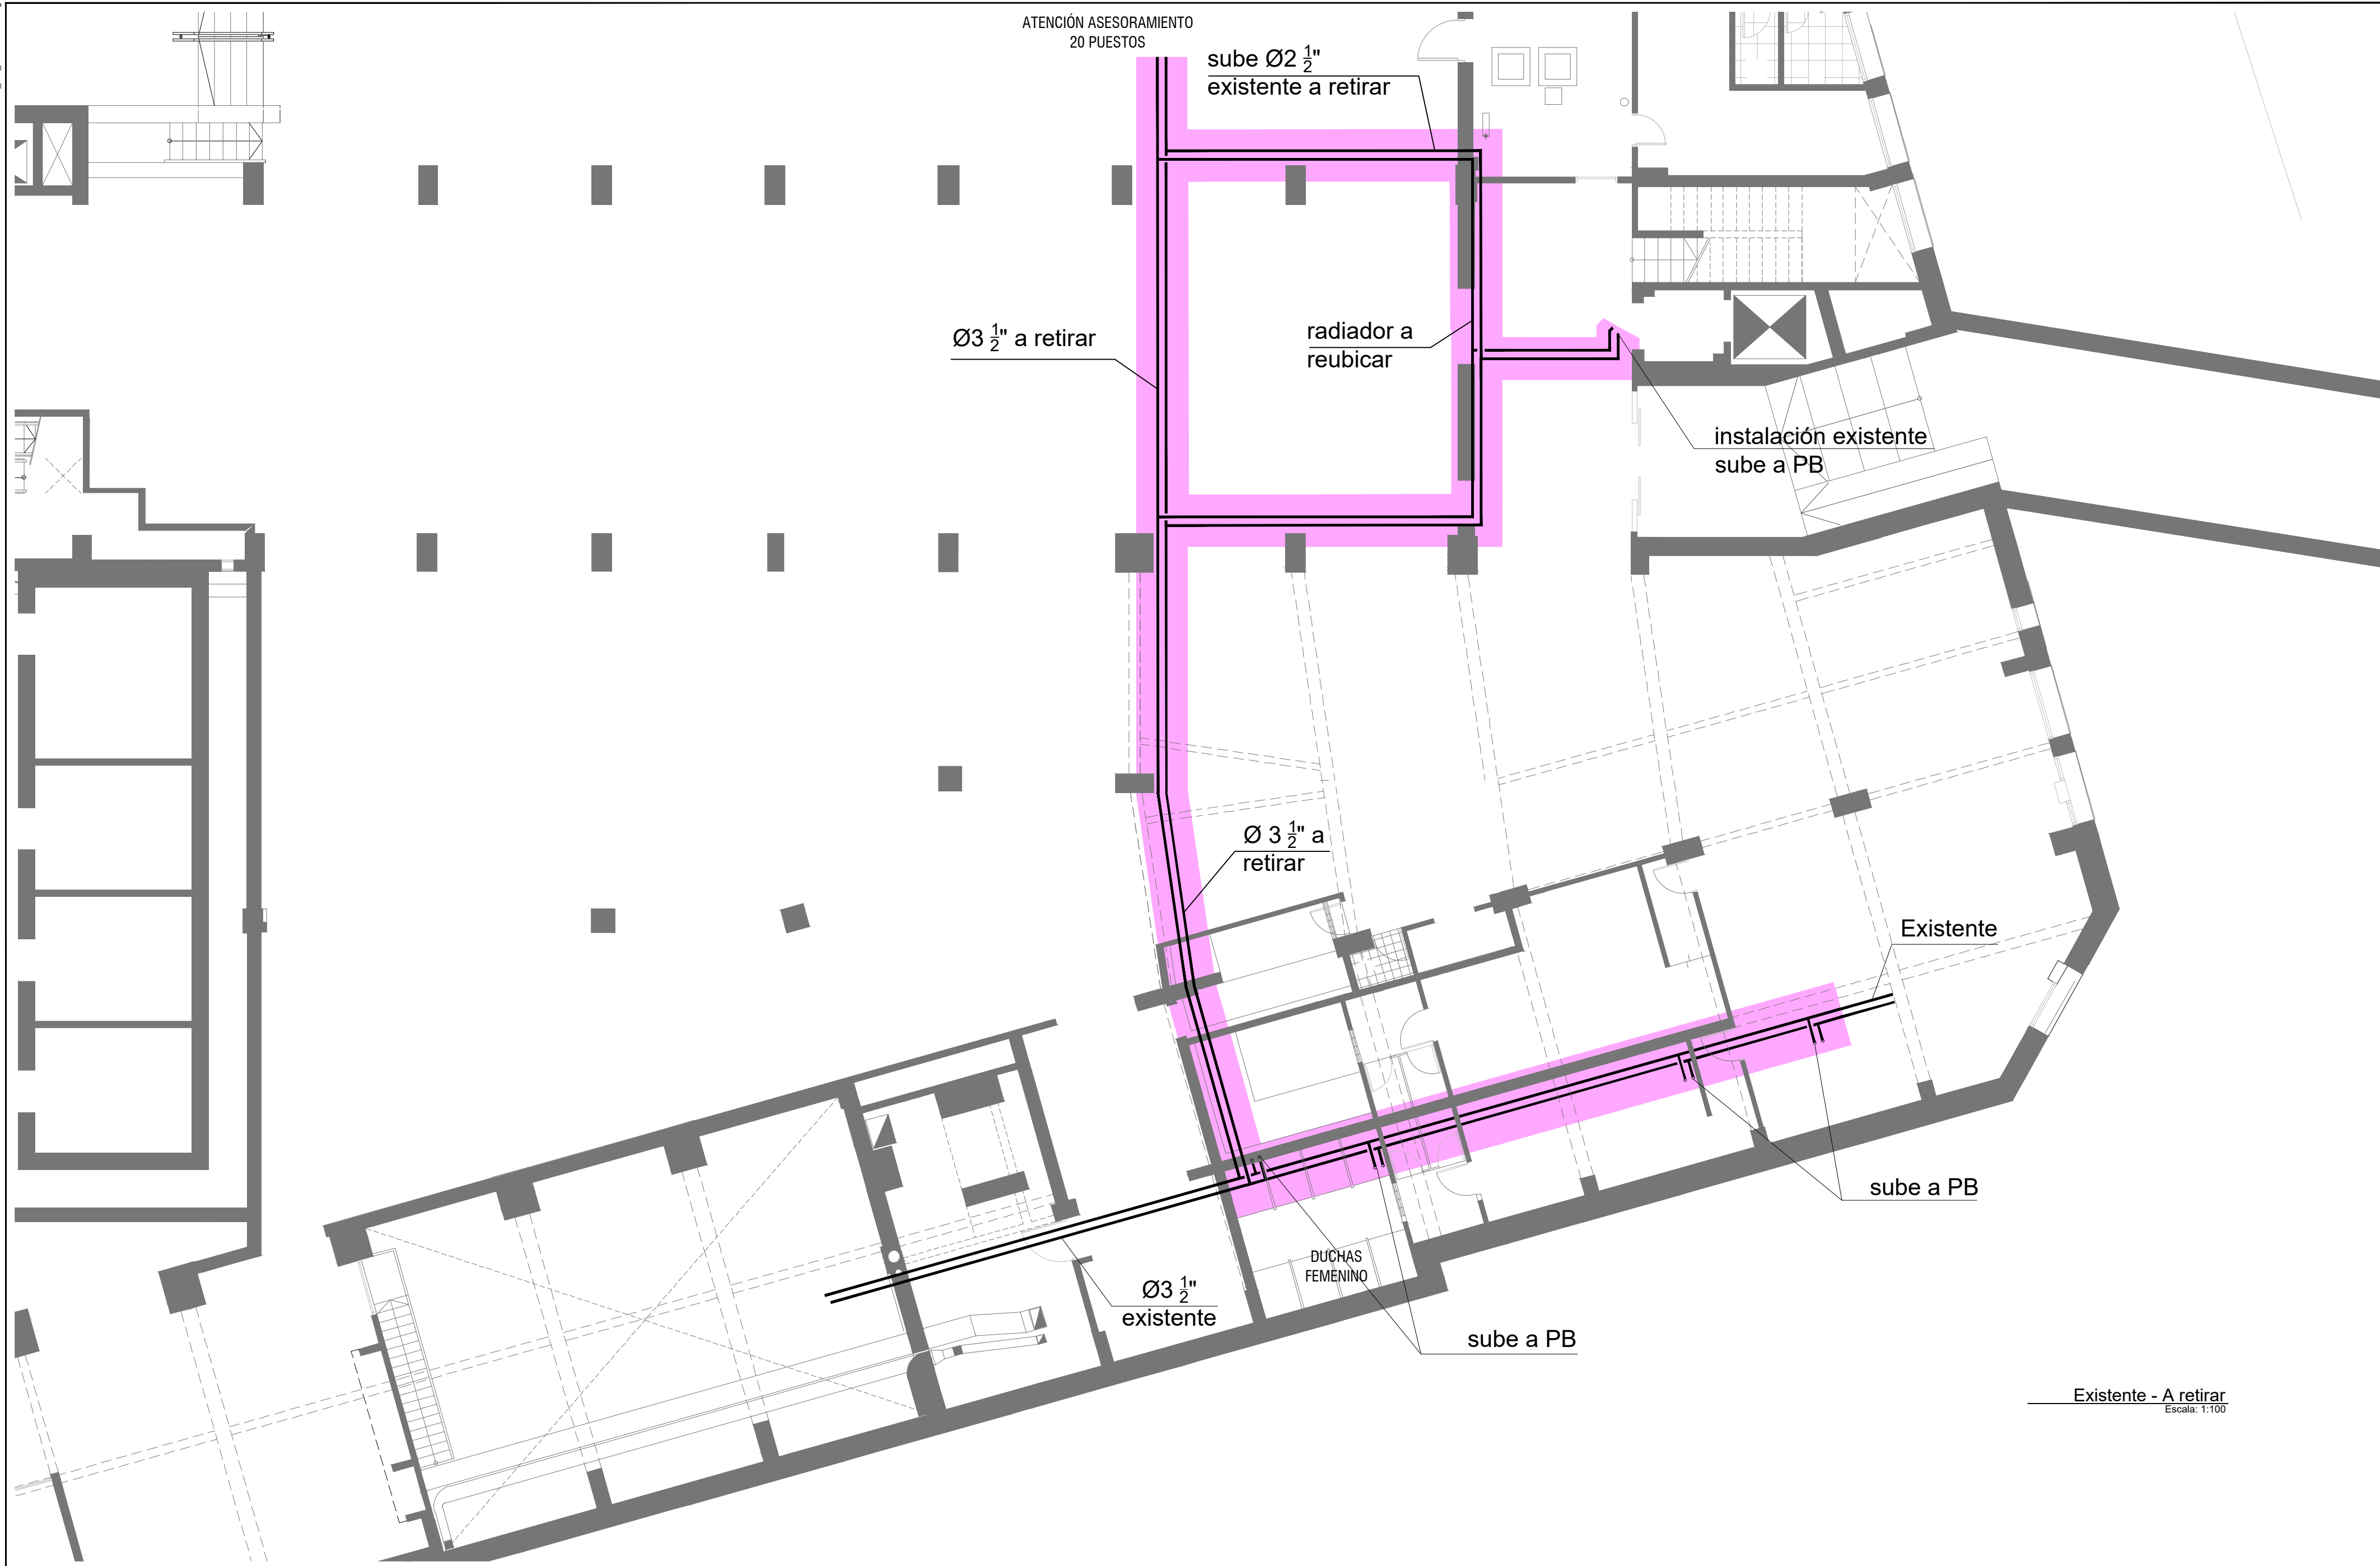 ATENCIÓN ASESORAMIENTO
20 PUESTOS
sube Ø2 1/2"
existente a retirar
Ø3 1/2" a retirar
radiador a
reubicar
instalación existente
sube a PB
Ø 3 1/2" a
retirar
Existente
sube a PB
DUCHAS
FEMENINO
Ø3 1/2"
existente
sube a PB
Existente - A retirar
Escala: 1:100